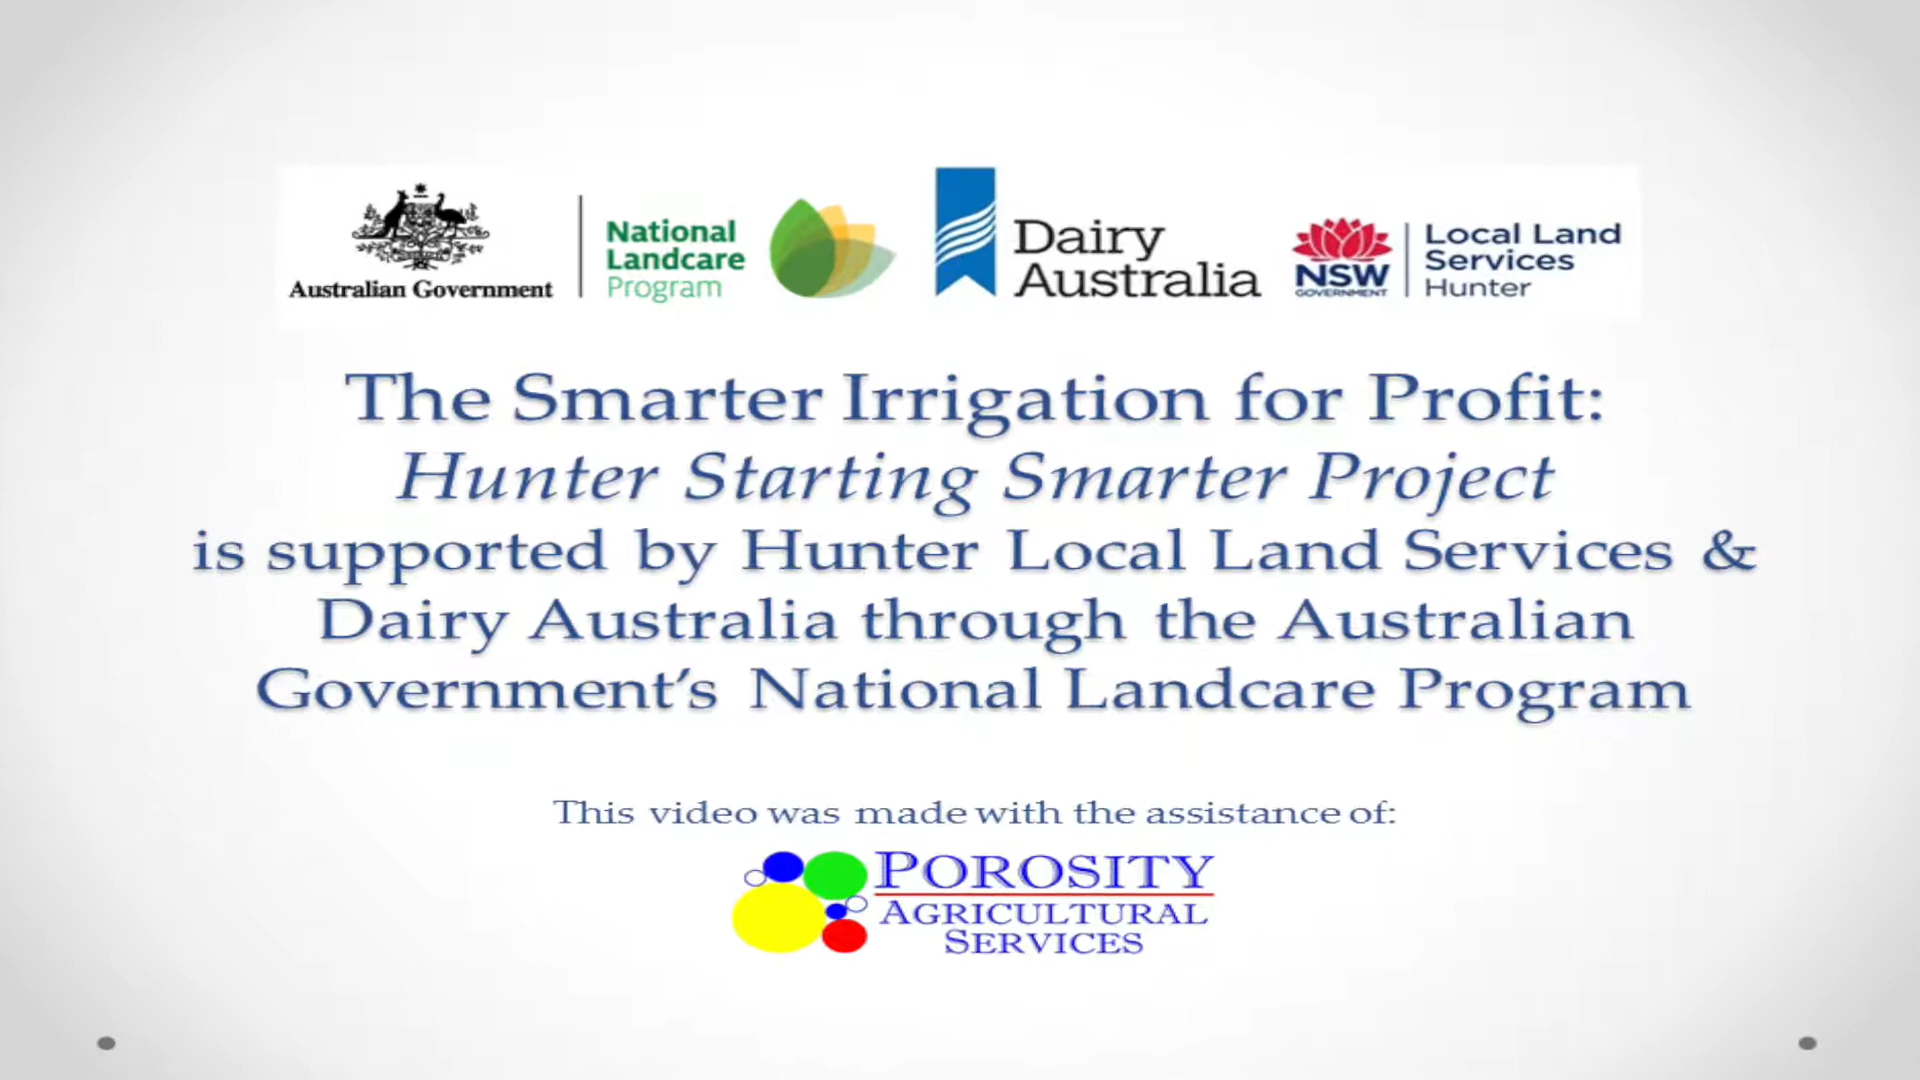 Australian Government
National
Landcare
Program
Dairy
Australia
NSW
GOVERNMENT
Local Land
Services
Hunter
The Smarter Irrigation for Profit:
Hunter Starting Smarter Project
is supported by Hunter Local Land Services &
Dairy Australia through the Australian
Government’s National Landcare Program
This video was made with the assistance of:
POROSITY
AGRICULTURAL
SERVICES